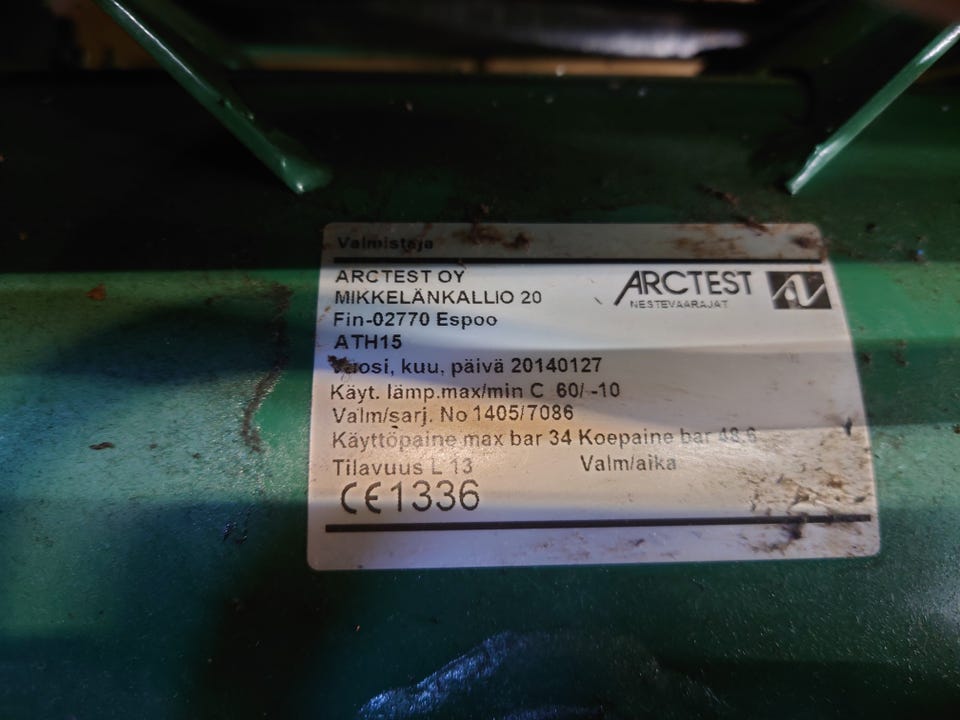 Valmistaja
ARCTEST OY
MIKKELÄNKALLIO 20
Fin-02770 Espoo
ARCTEST
NESTEVAARAJAT
ATH15
Vuosi, kuu, päivä 20140127
Käyt. lämp.max/min C 60/ -10
Valm/sarj. No 1405/7086
Käyttöpaine max bar 34 Koepaine bar 48,6
Tilavuus L 13 Valm/aika
CE1336